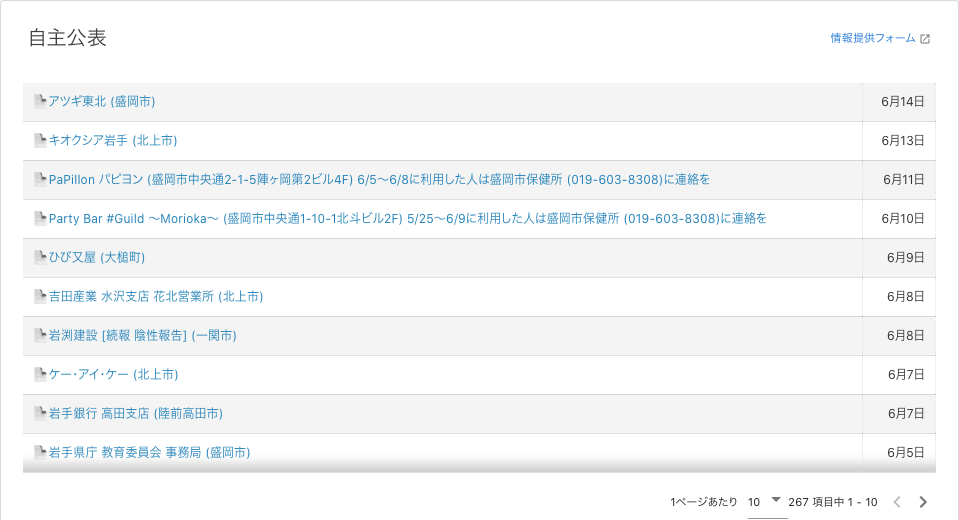 自主公表
情報提供フォーム
アツギ東北 (盛岡市) 6月14日
キオクシア岩手 (北上市) 6月13日
PaPillon パピヨン (盛岡市中央通2-1-5陣ヶ岡第2ビル4F) 6/5〜6/8に利用した人は盛岡市保健所 (019-603-8308)に連絡を 6月11日
Party Bar #Guild 〜Morioka〜 (盛岡市中央通1-10-1北斗ビル2F) 5/25〜6/9に利用した人は盛岡市保健所 (019-603-8308)に連絡を 6月10日
ひび又屋 (大槌町) 6月9日
吉田産業 水沢支店 花北営業所 (北上市) 6月8日
岩渕建設 [続報 陰性報告] (一関市) 6月8日
ケー・アイ・ケー (北上市) 6月7日
岩手銀行 高田支店 (陸前高田市) 6月7日
岩手県庁 教育委員会 事務局 (盛岡市) 6月5日
1ページあたり 10 267 項目中 1 - 10